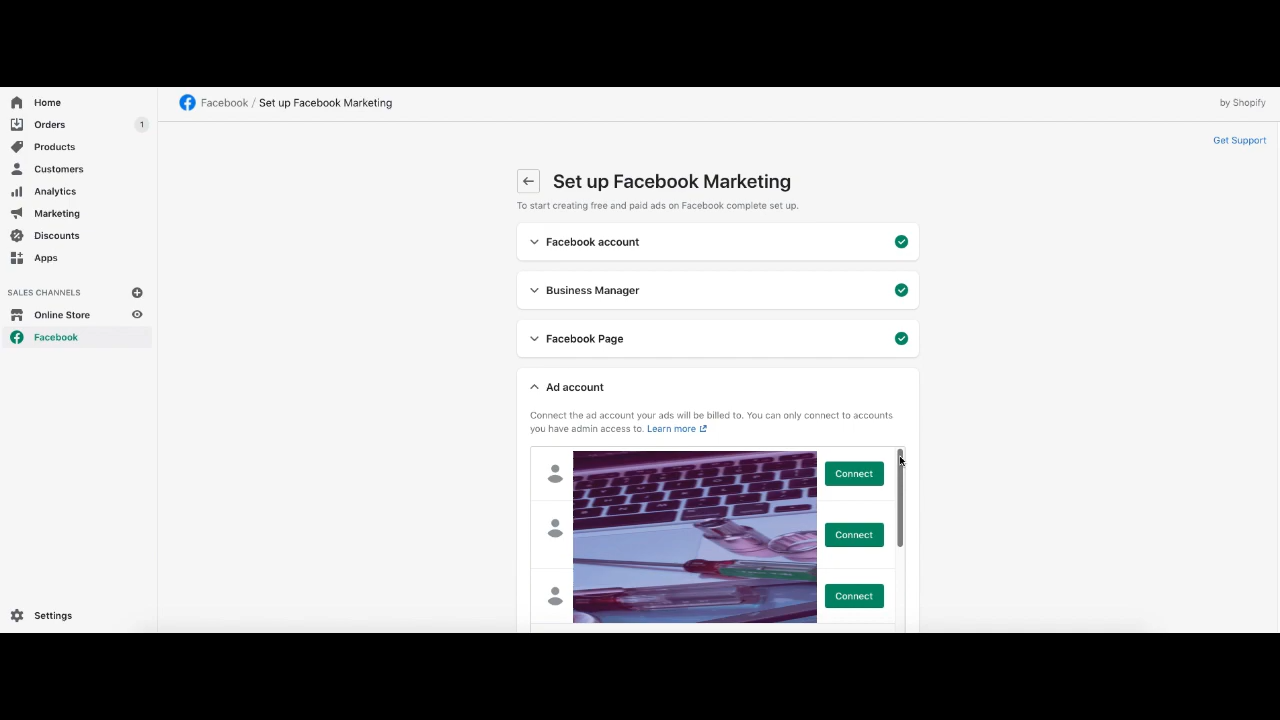 Home
Facebook / Set up Facebook Marketing
by Shopify
Orders
1
Products
Customers
Analytics
Marketing
Discounts
Apps
SALES CHANNELS
Online Store
Facebook
Settings
Get Support
Set up Facebook Marketing
To start creating free and paid ads on Facebook complete set up.
Facebook account
Business Manager
Facebook Page
Ad account
Connect the ad account your ads will be billed to. You can only connect to accounts
you have admin access to. Learn more
Connect
Connect
Connect